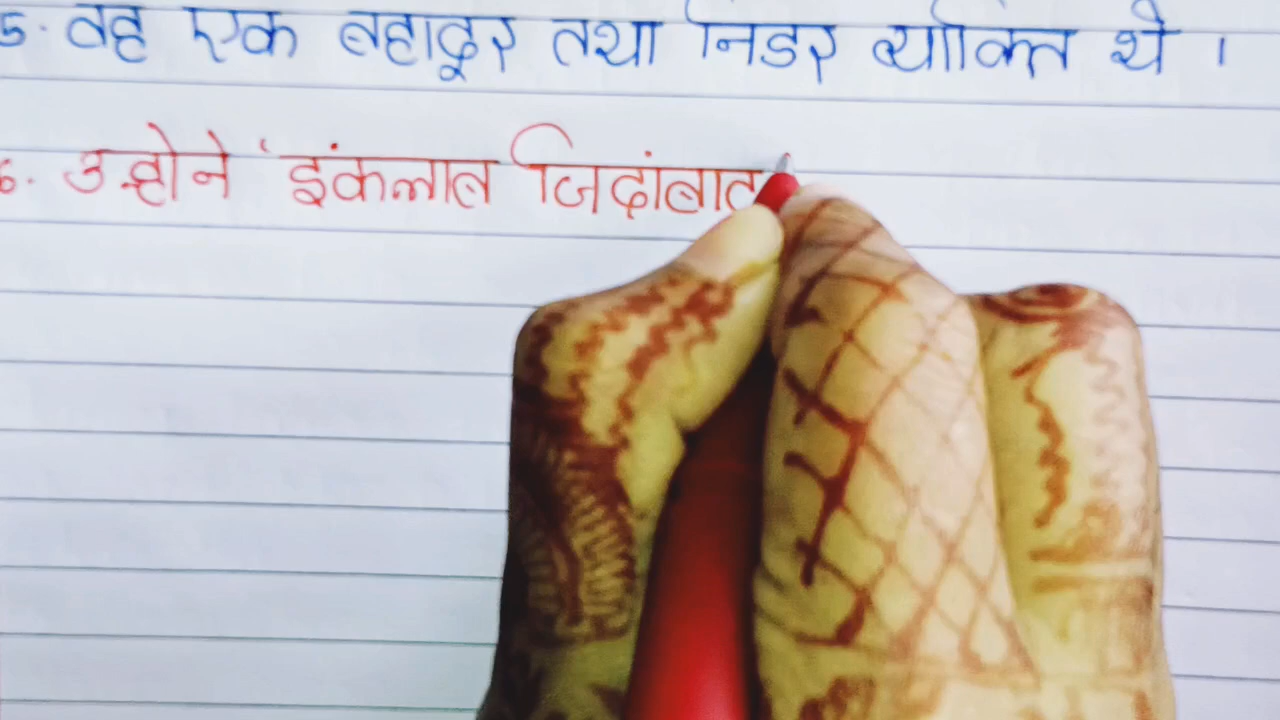 5. वह एक बहादूर तथा निडर व्यक्ति थे ।
6. उन्होने 'इंकलाब जिदांबाद